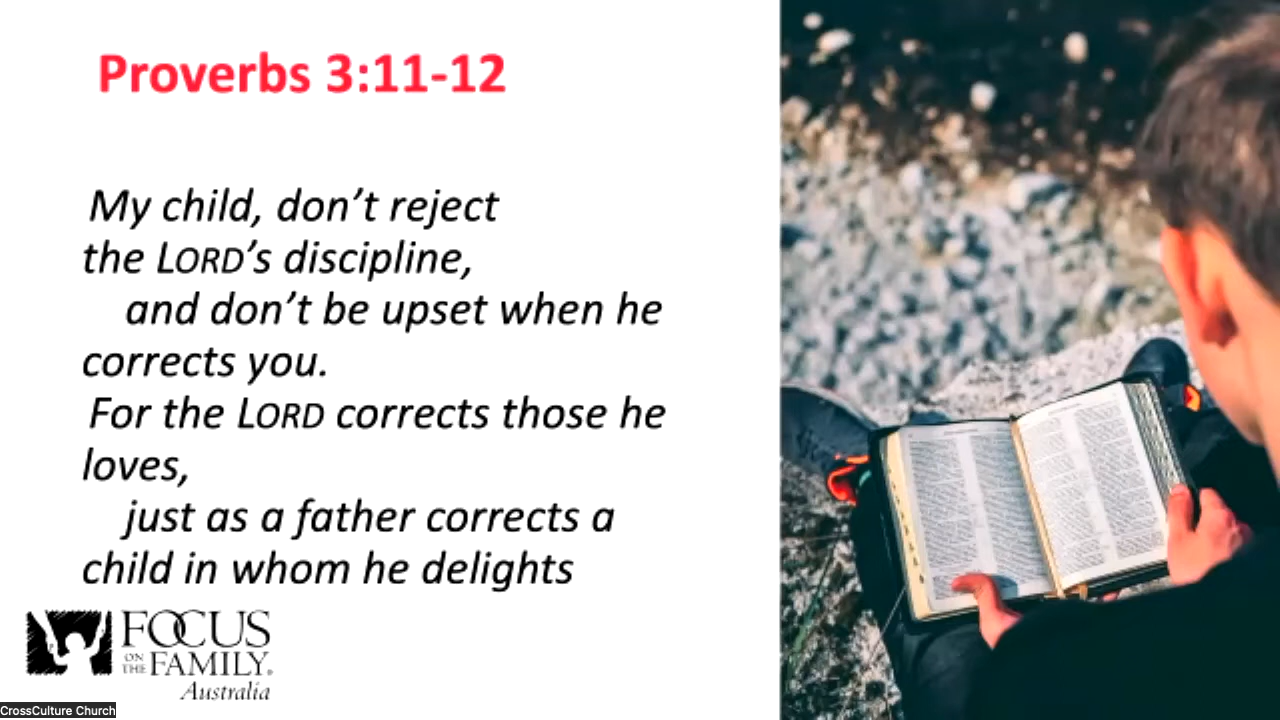 Proverbs 3:11-12
My child, don’t reject
the LORD’s discipline,
and don’t be upset when he
corrects you.
For the LORD corrects those he
loves,
just as a father corrects a
child in whom he delights
FOCUS
ON THE FAMILY®
Australia
CrossCulture Church